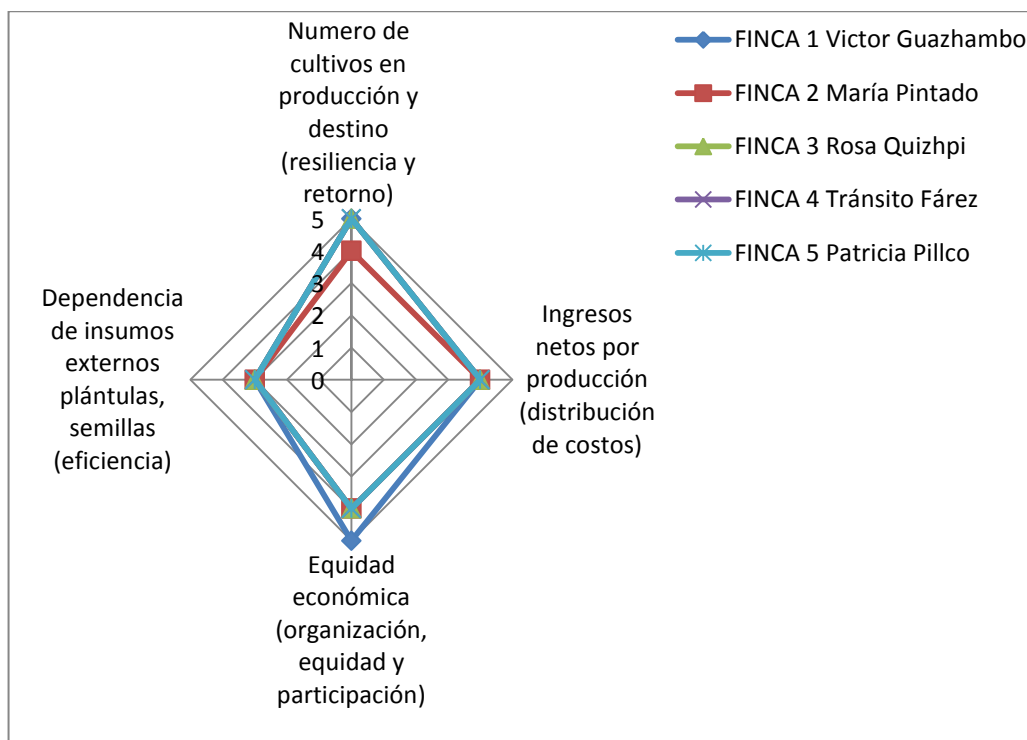 Numero de
cultivos en
producción y
destino
(resiliencia y
retorno)
5
4
3
2
1
0
Ingresos
netos por
producción
(distribución
de costos)
Equidad
económica
(organización,
equidad y
participación)
Dependencia
de insumos
externos
plántulas,
semillas
(eficiencia)
FINCA 1 Victor Guazhambo
FINCA 2 María Pintado
FINCA 3 Rosa Quizhpi
FINCA 4 Tránsito Fárez
FINCA 5 Patricia Pillco